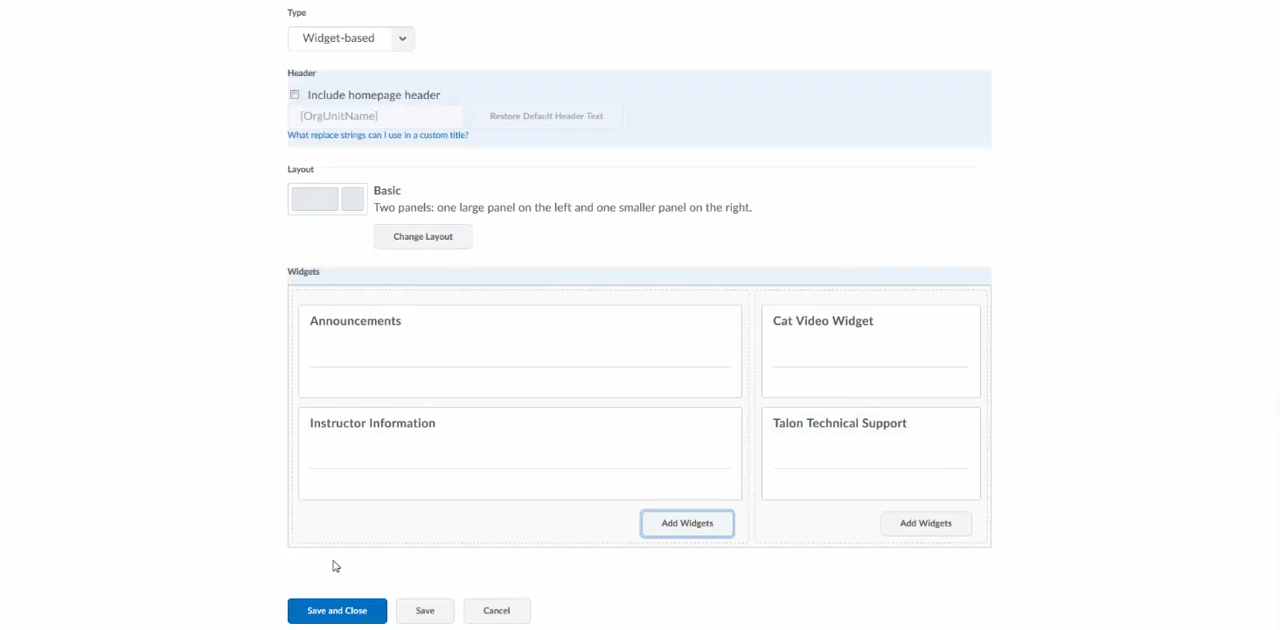 Type
Widget-based
Header
Include homepage header
{OrgUnitName}
Restore Default Header Text
What replace strings can I use in a custom title?
Layout
Basic
Two panels: one large panel on the left and one smaller panel on the right.
Change Layout
Widgets
Announcements
Cat Video Widget
Instructor Information
Talon Technical Support
Add Widgets
Add Widgets
Save and Close
Save
Cancel